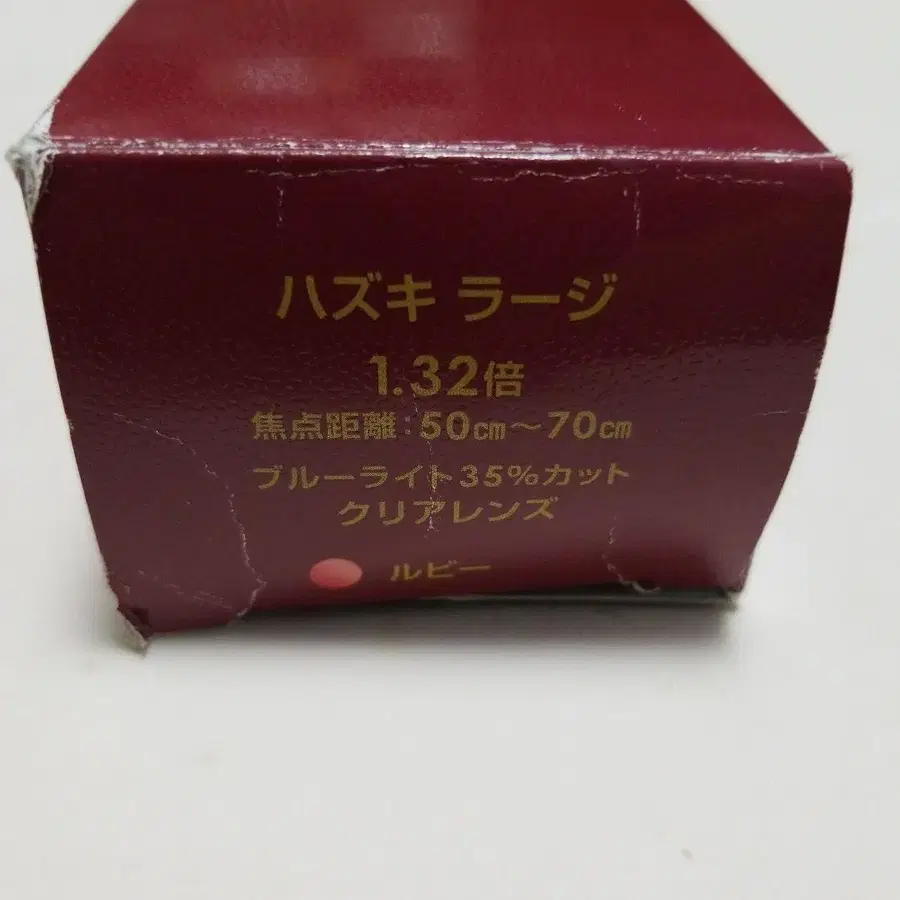 ハズキ ラージ
1.32倍
焦点距離:50㎝〜70㎝
ブルーライト35%カット
クリアレンズ
ルビー